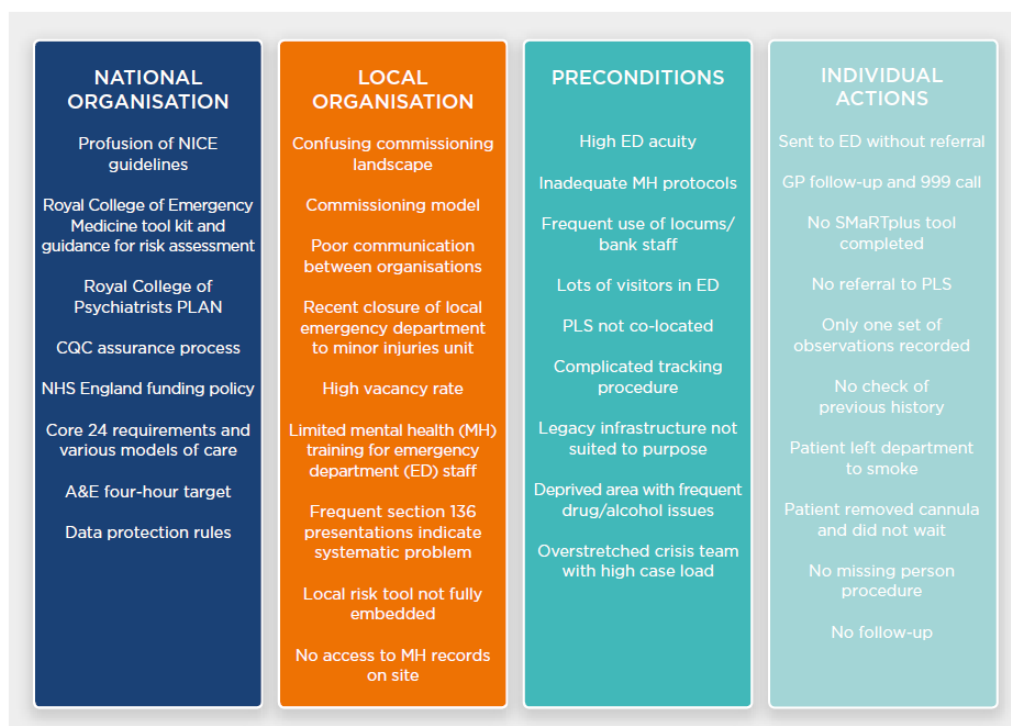 NATIONAL
ORGANISATION
Profusion of NICE
guidelines
Royal College of Emergency
Medicine tool kit and
guidance for risk assessment
Royal College of
Psychiatrists PLAN
CQC assurance process
NHS England funding policy
Core 24 requirements and
various models of care
A&E four-hour target
Data protection rules
LOCAL
ORGANISATION
Confusing commissioning
landscape
Commissioning model
Poor communication
between organisations
Recent closure of local
emergency department
to minor injuries unit
High vacancy rate
Limited mental health (MH)
training for emergency
department (ED) staff
Frequent section 136
presentations indicate
systematic problem
Local risk tool not fully
embedded
No access to MH records
on site
PRECONDITIONS
High ED acuity
Inadequate MH protocols
Frequent use of locums/
bank staff
Lots of visitors in ED
PLS not co-located
Complicated tracking
procedure
Legacy infrastructure not
suited to purpose
Deprived area with frequent
drug/alcohol issues
Overstretched crisis team
with high case load
INDIVIDUAL
ACTIONS
Sent to ED without referral
GP follow-up and 999 call
No SMaRTplus tool
completed
No referral to PLS
Only one set of
observations recorded
No check of
previous history
Patient left department
to smoke
Patient removed cannula
and did not wait
No missing person
procedure
No follow-up